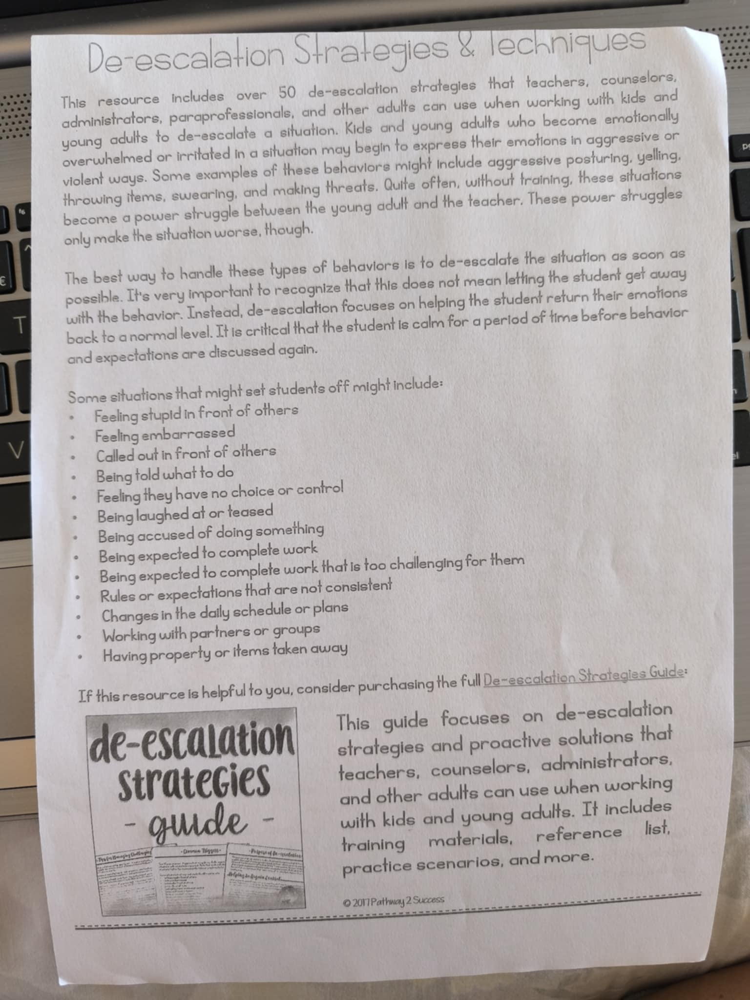 De-escalation Strategies & Techniques
This resource includes over 50 de-escalation strategies that teachers, counselors,
administrators, paraprofessionals, and other adults can use when working with kids and
young adults to de-escalate a situation. Kids and young adults who become emotionally
overwhelmed or irritated in a situation may begin to express their emotions in aggressive or
violent ways. Some examples of these behaviors might include aggressive posturing, yelling,
throwing items, swearing, and making threats. Quite often, without training, these situations
become a power struggle between the young adult and the teacher. These power struggles
only make the situation worse, though.
The best way to handle these types of behaviors is to de-escalate the situation as soon as
possible. It's very important to recognize that this does not mean letting the student get away
with the behavior. Instead, de-escalation focuses on helping the student return their emotions
back to a normal level. It is critical that the student is calm for a period of time before behavior
and expectations are discussed again.
Some situations that might set students off might include:
• Feeling stupid in front of others
• Feeling embarrassed
• Called out in front of others
• Being told what to do
• Feeling they have no choice or control
• Being laughed at or teased
• Being accused of doing something
• Being expected to complete work
• Being expected to complete work that is too challenging for them
• Rules or expectations that are not consistent
• Changes in the daily schedule or plans
• Working with partners or groups
• Having property or items taken away
If this resource is helpful to you, consider purchasing the full De-escalation Strategies Guide:
de-escalation
strategies
- guide -
-Common Triggers-
-Purpose of De-escalation-
This guide focuses on de-escalation
strategies and proactive solutions that
teachers, counselors, administrators,
and other adults can use when working
with kids and young adults. It includes
training materials, reference list,
practice scenarios, and more.
© 2017 Pathway 2 Success
f6
€
^
T
V